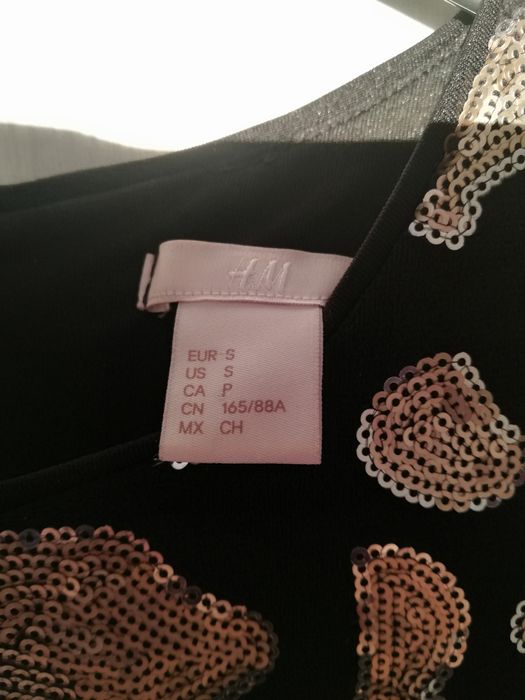 H&M
EUR S
US S
CA P
CN 165/88A
MX CH